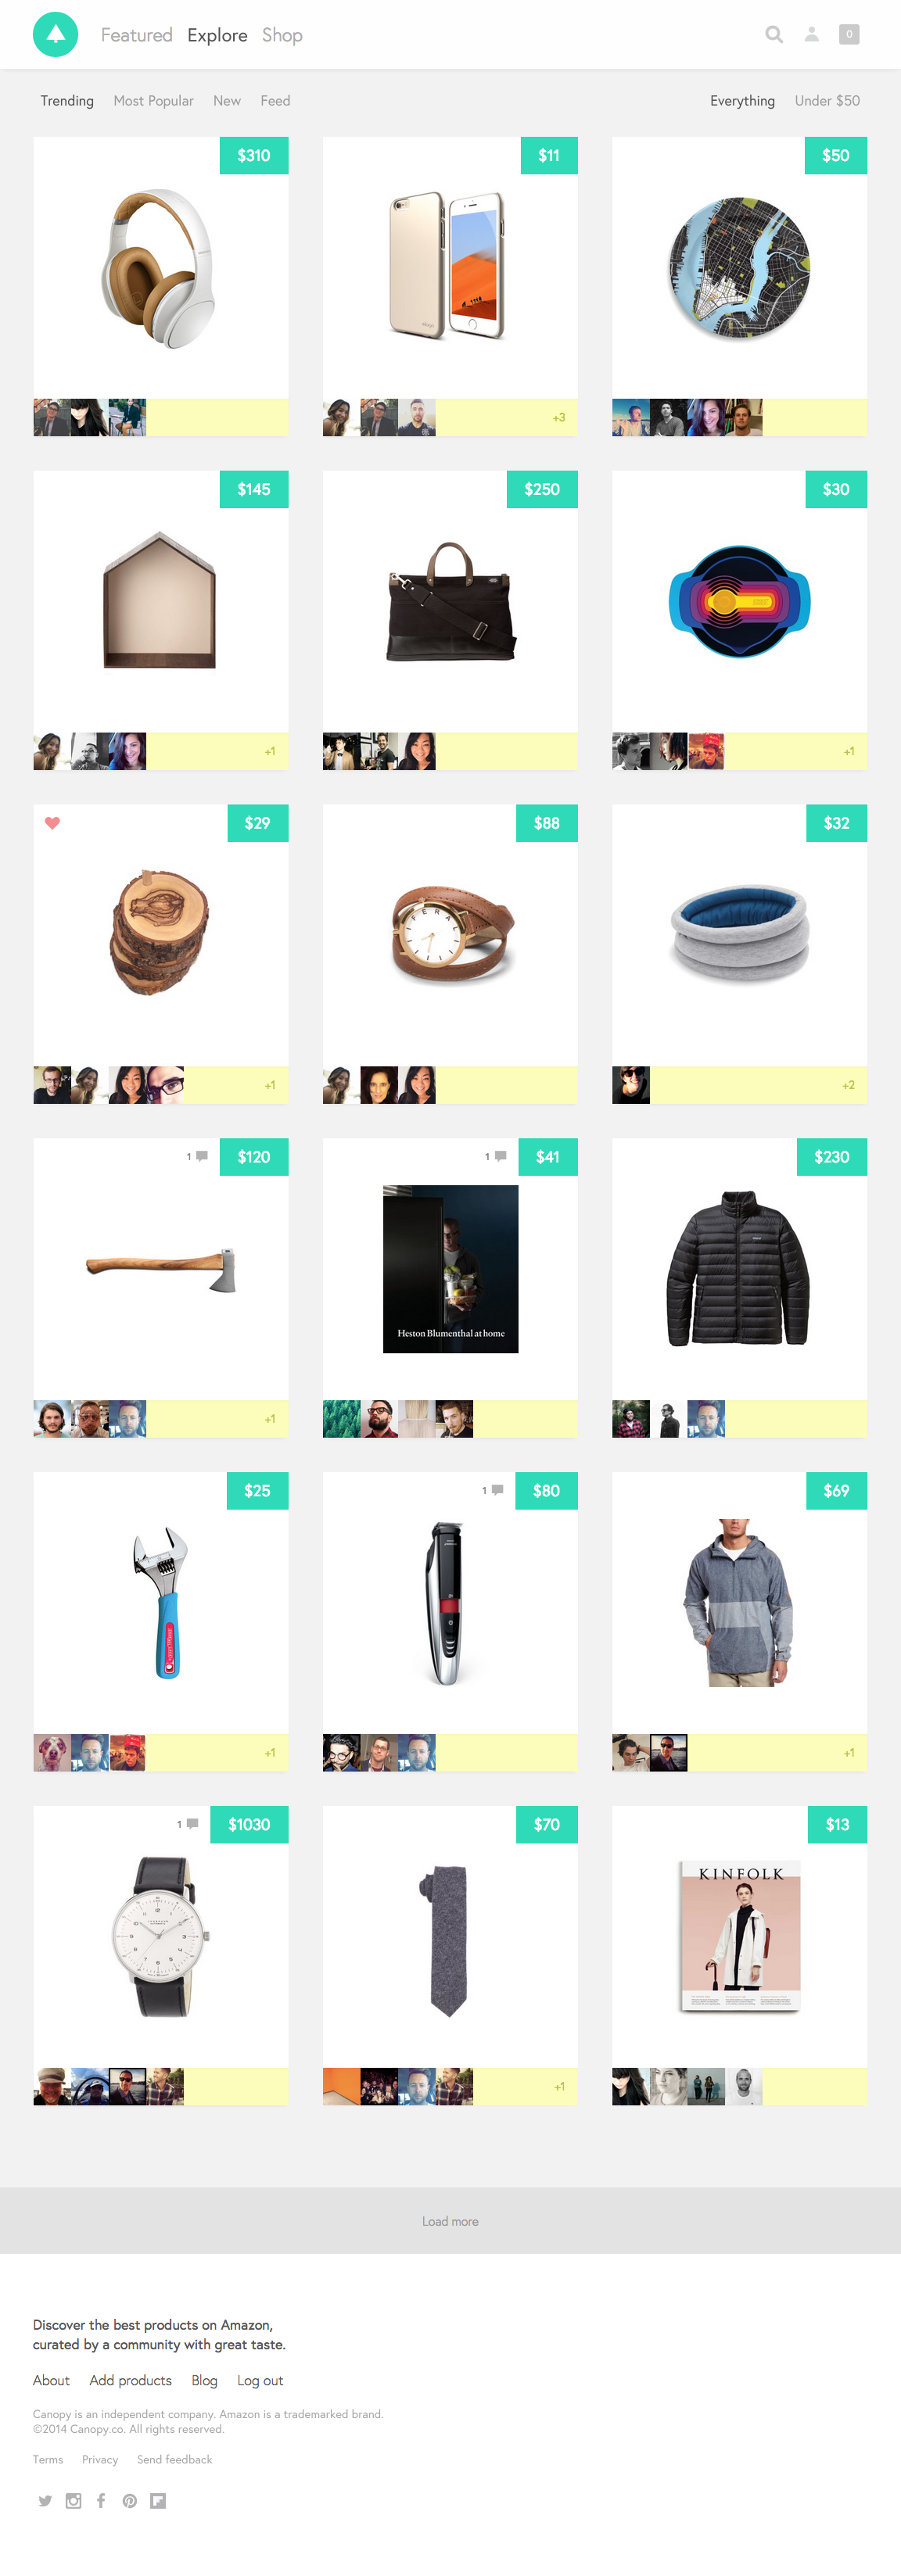 Featured Explore Shop
0
Trending Most Popular New Feed
Everything Under $50
$310
$11
$50
+3
$145
$250
$30
+1
+1
$29
$88
$32
FERAL
+1
+2
1 $120
1 $41
$230
Heston Blumenthal at home
+1
$25
1 $80
$69
+1
+1
1 $1030
$70
$13
KINFOLK
+1
Load more
Discover the best products on Amazon,
curated by a community with great taste.
About Add products Blog Log out
Canopy is an independent company. Amazon is a trademarked brand.
©2014 Canopy.co. All rights reserved.
Terms Privacy Send feedback